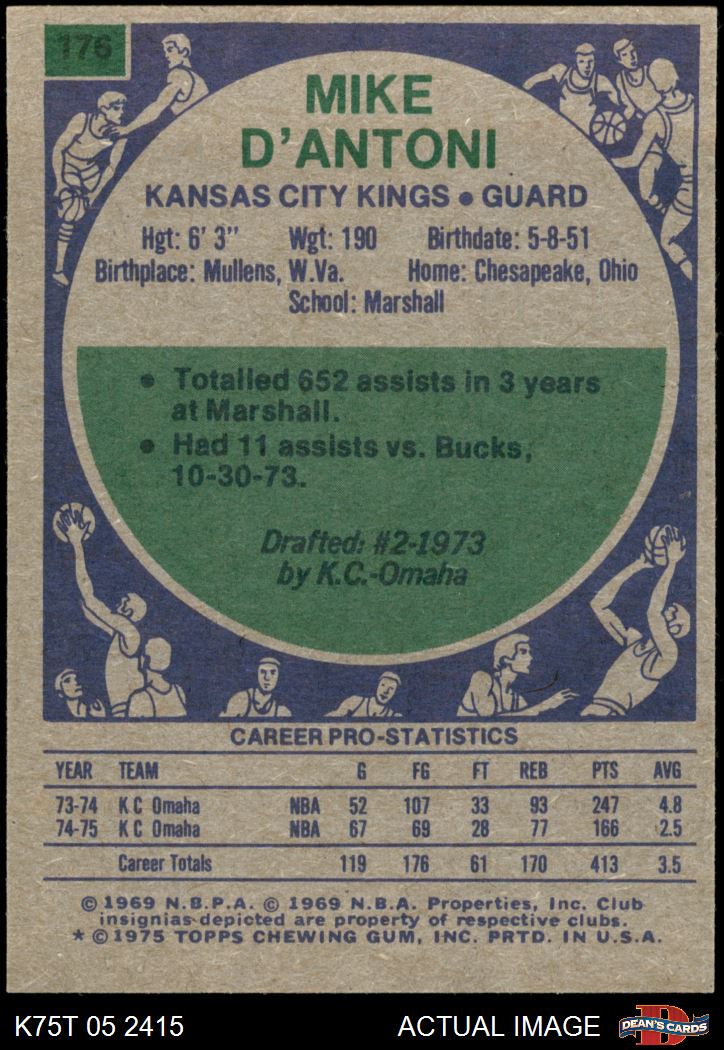 176
MIKE
D'ANTONI
KANSAS CITY KINGS • GUARD
Hgt: 6' 3" Wgt: 190 Birthdate: 5-8-51
Birthplace: Mullens, W.Va. Home: Chesapeake, Ohio
School: Marshall
• Totalled 652 assists in 3 years
at Marshall.
• Had 11 assists vs. Bucks,
10-30-73.
Drafted: #2-1973
by K.C.-Omaha
CAREER PRO-STATISTICS
YEAR TEAM G FG FT REB PTS AVG
73-74 K C Omaha NBA 52 107 33 93 247 4.8
74-75 K C Omaha NBA 67 69 28 77 166 2.5
Career Totals 119 176 61 170 413 3.5
© 1969 N.B.P.A. © 1969 N.B.A. Properties, Inc. Club
insignias depicted are property of respective clubs.
* © 1975 TOPPS CHEWING GUM, INC. PRTD. IN U.S.A.
K75T 05 2415 ACTUAL IMAGE D DEAN'S CARDS